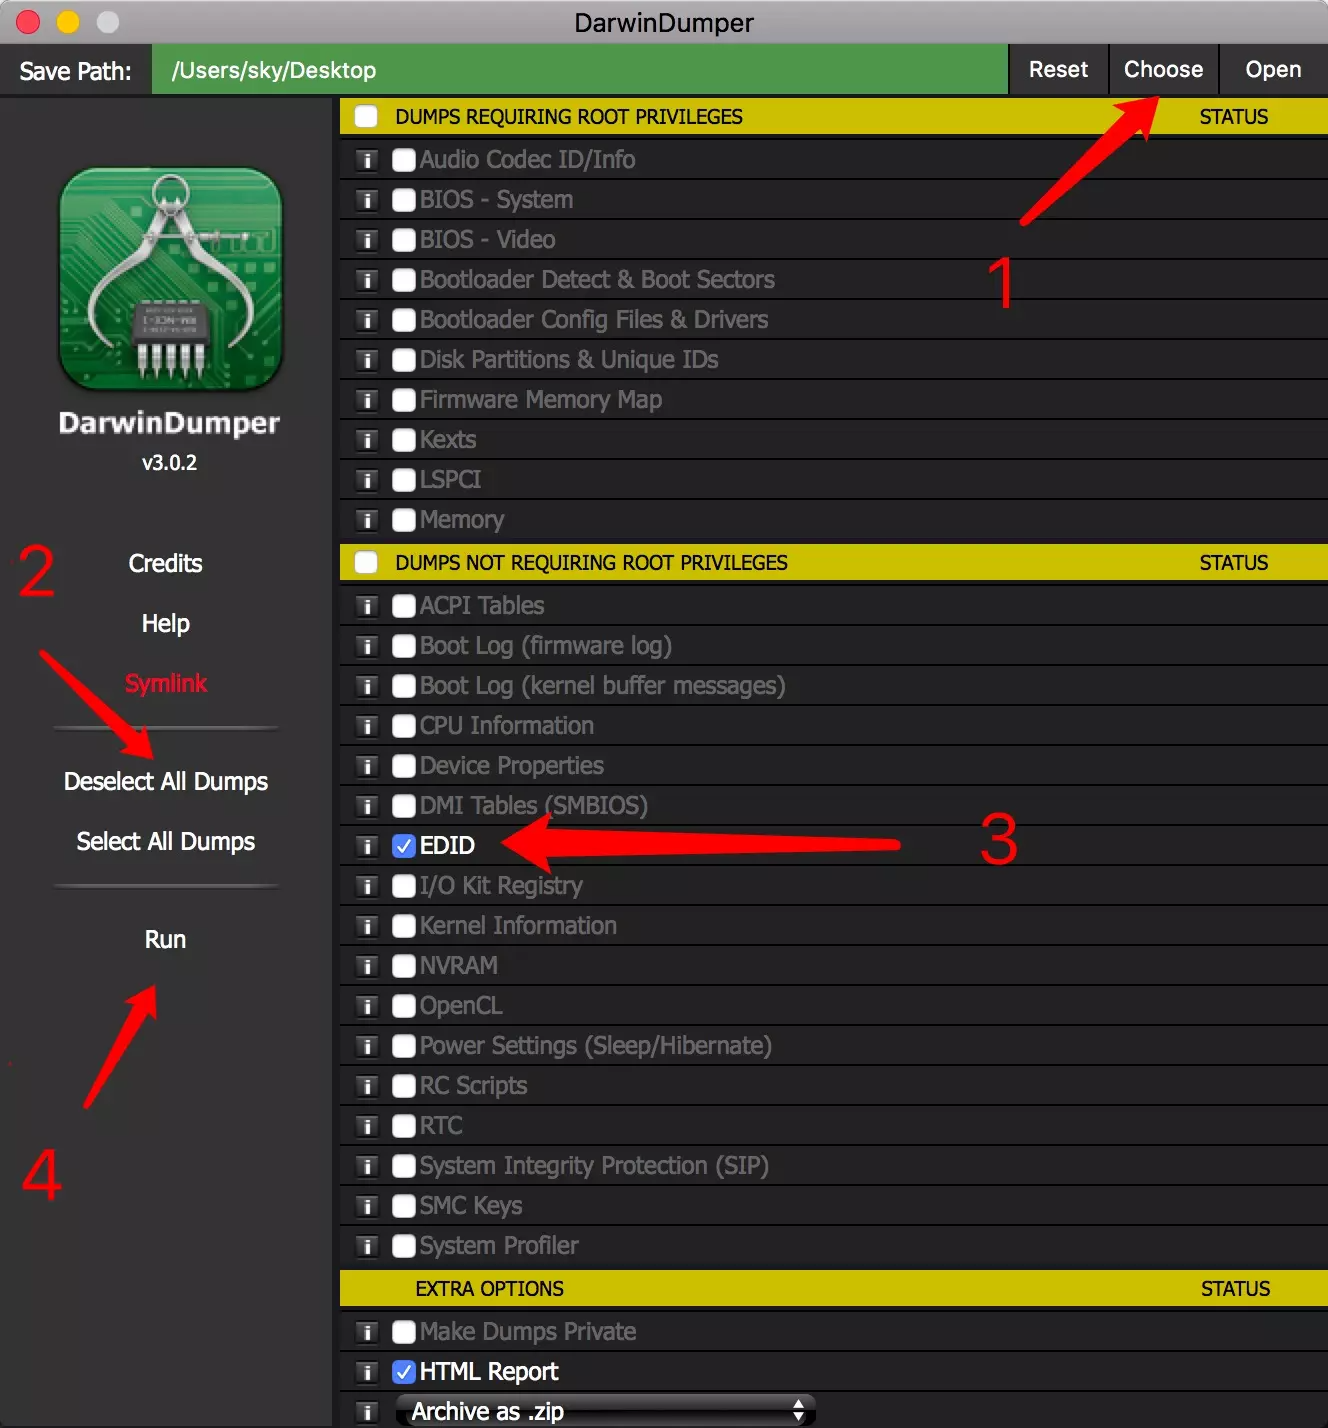 DarwinDumper
Save Path: /Users/sky/Desktop Reset Choose Open
DUMPS REQUIRING ROOT PRIVILEGES STATUS
Audio Codec ID/Info
BIOS - System
BIOS - Video
Bootloader Detect & Boot Sectors
Bootloader Config Files & Drivers
Disk Partitions & Unique IDs
Firmware Memory Map
Kexts
LSPCI
Memory
1
DarwinDumper
v3.0.2
2
Credits
Help
Symlink
Deselect All Dumps
Select All Dumps
Run
4
DUMPS NOT REQUIRING ROOT PRIVILEGES STATUS
ACPI Tables
Boot Log (firmware log)
Boot Log (kernel buffer messages)
CPU Information
Device Properties
DMI Tables (SMBIOS)
EDID
3
I/O Kit Registry
Kernel Information
NVRAM
OpenCL
Power Settings (Sleep/Hibernate)
RC Scripts
RTC
System Integrity Protection (SIP)
SMC Keys
System Profiler
EXTRA OPTIONS STATUS
Make Dumps Private
HTML Report
Archive as .zip